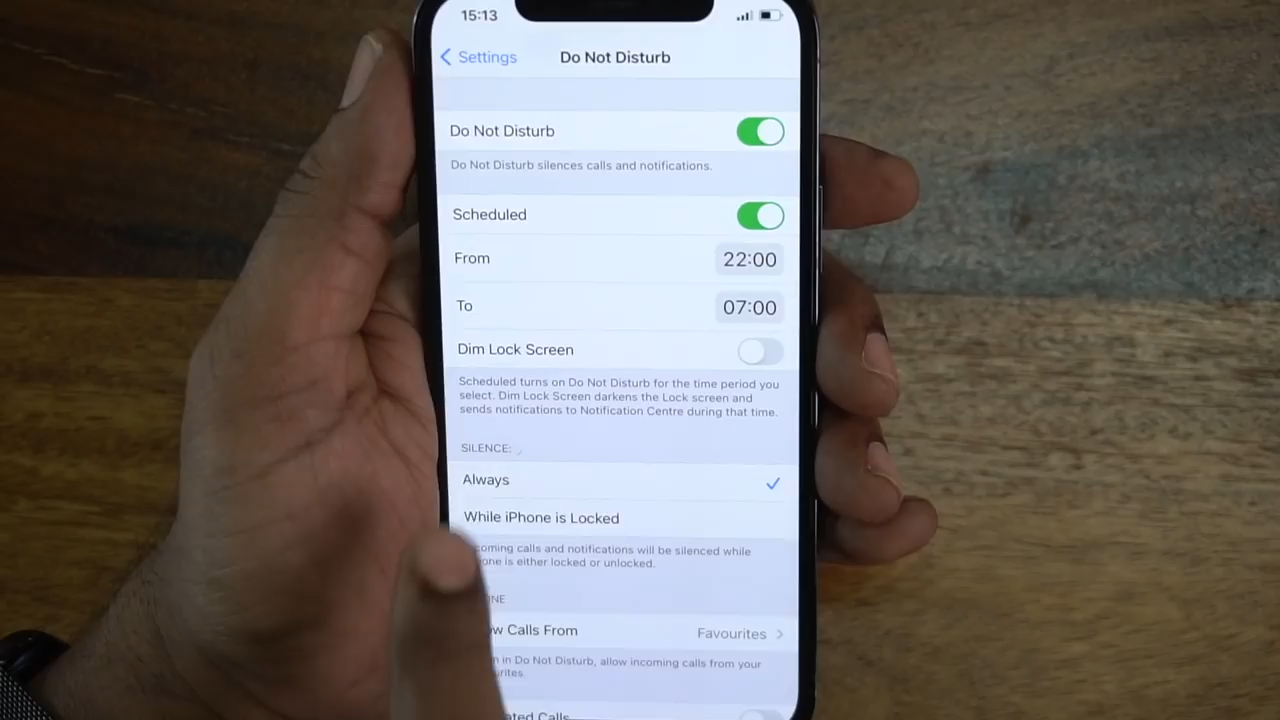 15:13
Settings
Do Not Disturb
Do Not Disturb
Do Not Disturb silences calls and notifications.
Scheduled
From 22:00
To 07:00
Dim Lock Screen
Scheduled turns on Do Not Disturb for the time period you
select. Dim Lock Screen darkens the Lock screen and
sends notifications to Notification Centre during that time.
SILENCE:
Always
While iPhone is Locked
coming calls and notifications will be silenced while
one is either locked or unlocked.
NE
w Calls From Favourites
in Do Not Disturb, allow incoming calls from your
rites.
ated Calls